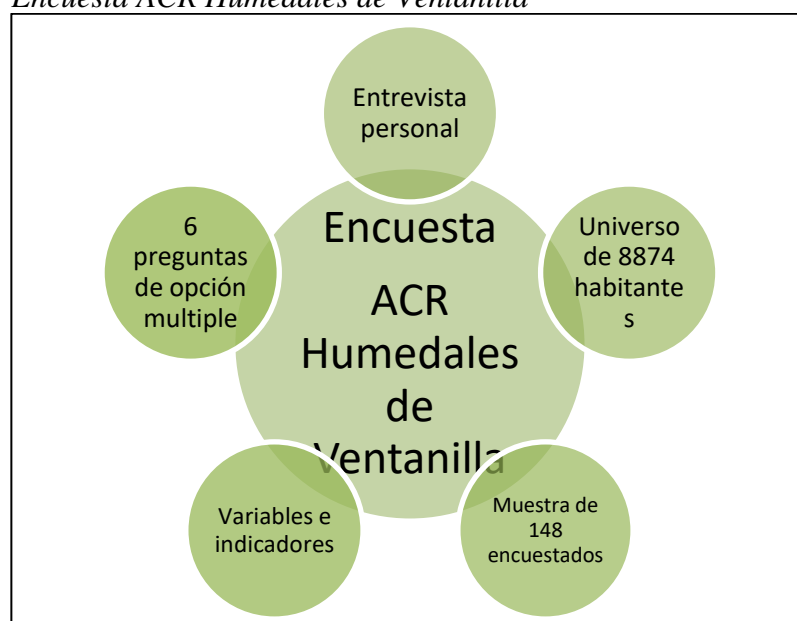 Encuesta ACR Humedales de Ventanilla
Entrevista
personal
Universo
de 8874
habitante
s
Muestra de
148
encuestados
Variables e
indicadores
6
preguntas
de opción
multiple
Encuesta
ACR
Humedales
de
Ventanilla